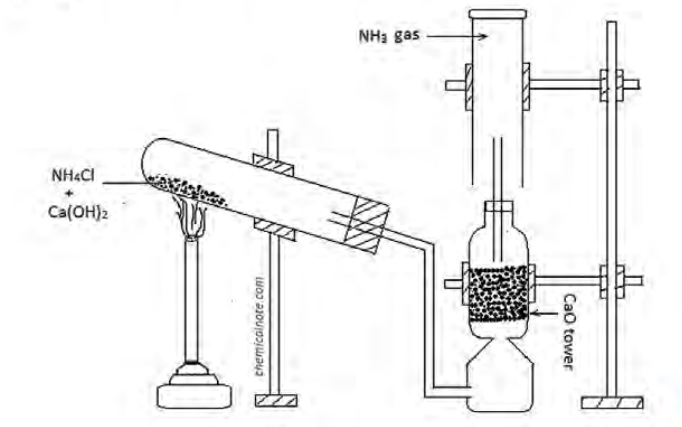 NH₃ gas
NH₄Cl
+
Ca(OH)₂
chemicalnote.com
CaO tower